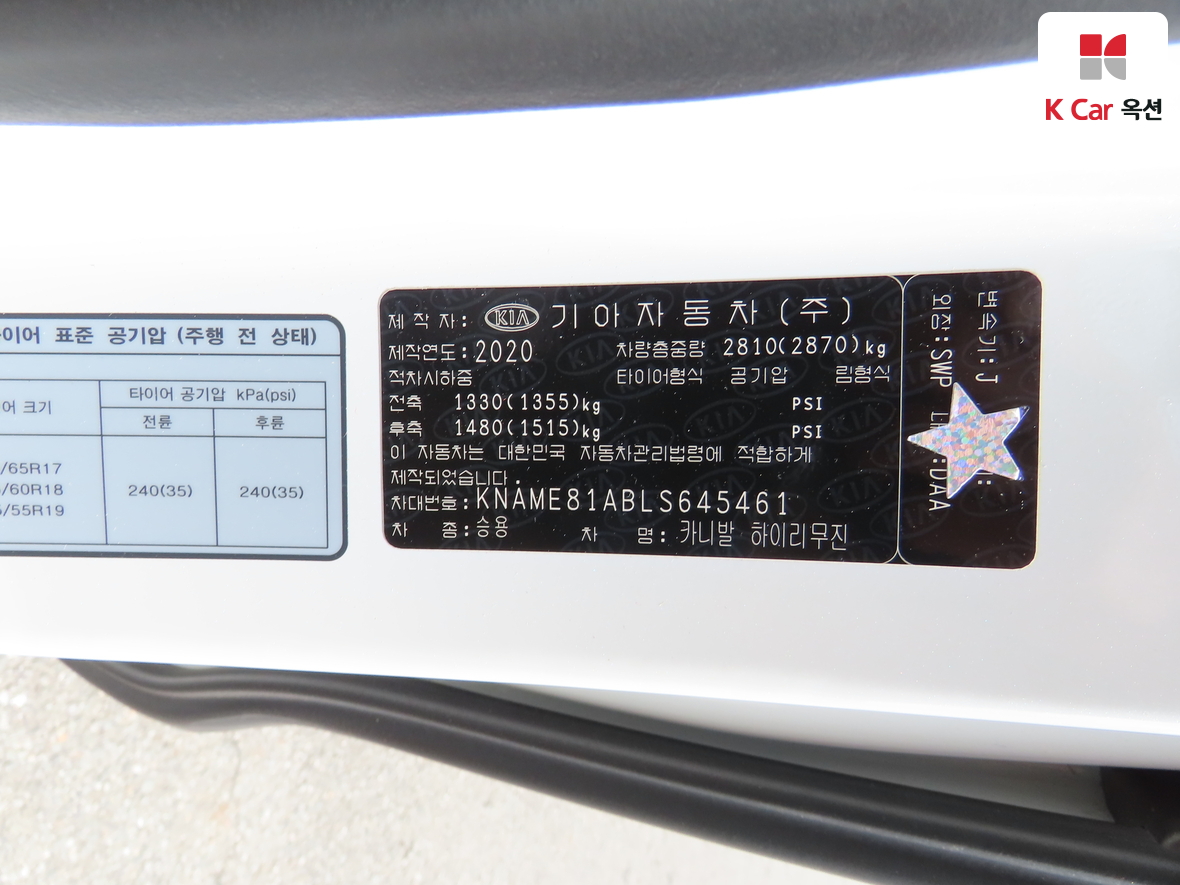 K Car 옥션
이어 표준 공기압 (주행 전 상태)
어 크기
타이어 공기압 kPa(psi)
전륜
후륜
/65R17
/60R18
/55R19
240(35)
240(35)
제 작 자: KIA 기아자동차(주)
제작연도:2020 차량총중량 2810(2870)kg
적차시하중 타이어형식 공기압 림형식
전축 1330(1355)kg PSI
후축 1480(1515)kg PSI
이 자동차는 대한민국 자동차관리법령에 적합하게
제작되었습니다.
차대번호:KNAME81ABLS645461
차 종:승용 차 명:카니발 하이리무진
변속기:J
외장:SWP
:DAA